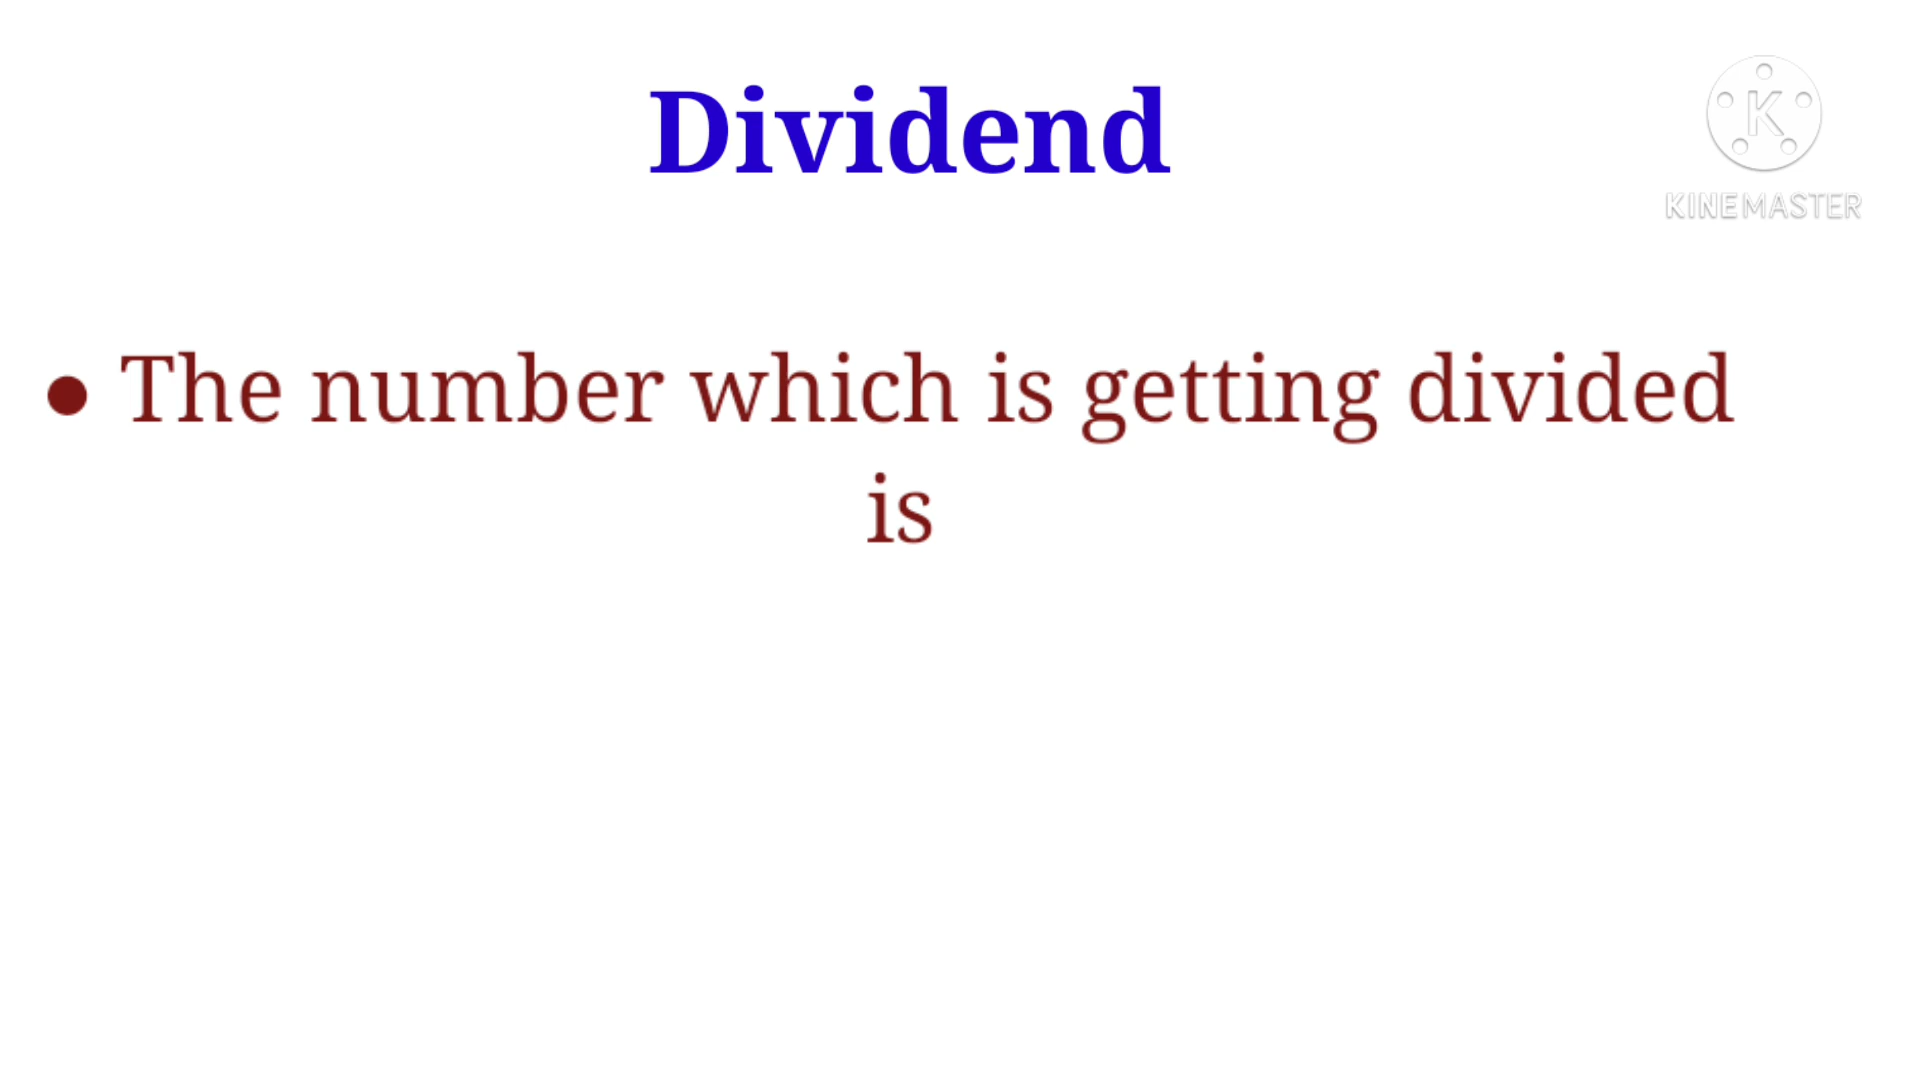 Dividend
K
KINEMASTER
• The number which is getting divided
is